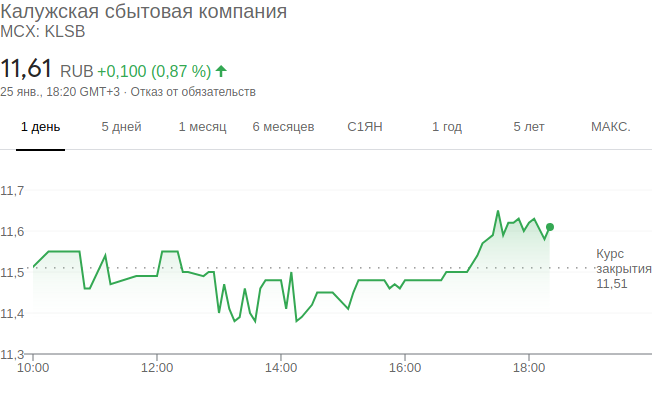 Калужская сбытовая компания
MCX: KLSB
11,61 RUB +0,100 (0,87 %)
25 янв., 18:20 GMT+3 · Отказ от обязательств
1 день 5 дней 1 месяц 6 месяцев С1ЯН 1 год 5 лет МАКС.
11,7
11,6
11,5
11,4
11,3
Курс
закрытия
11,51
10:00 12:00 14:00 16:00 18:00